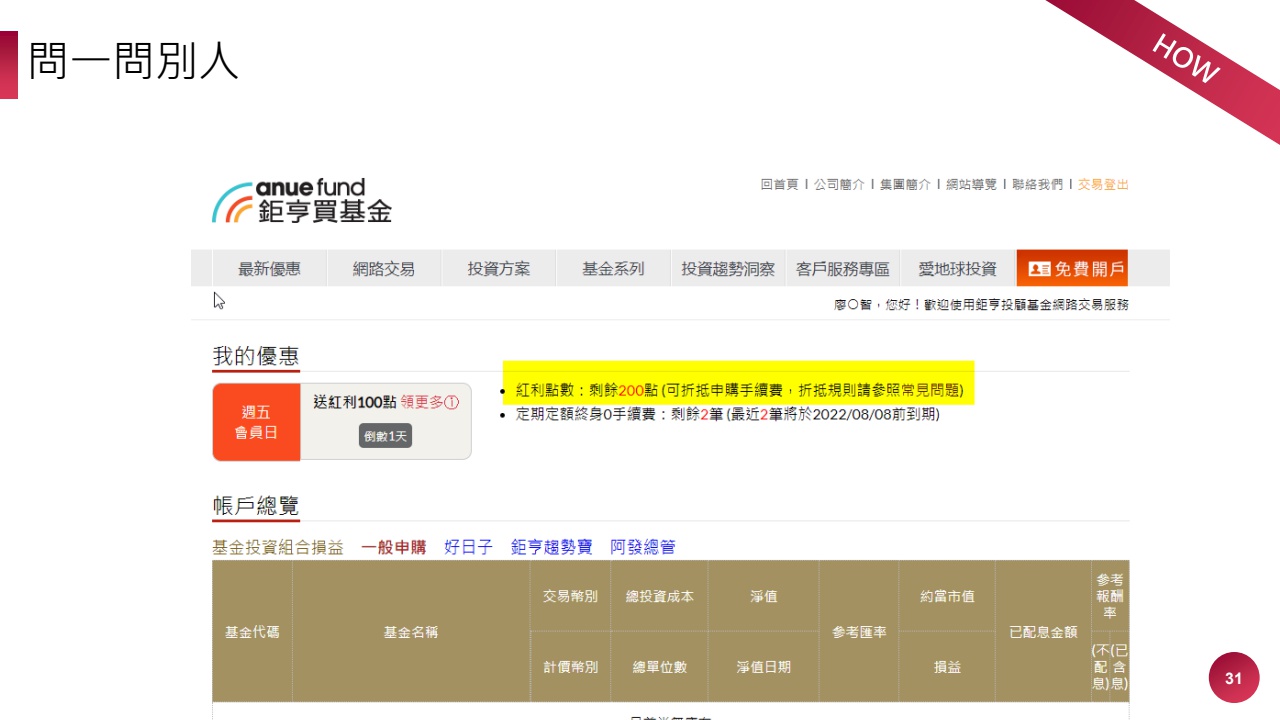 問一問別人
HOW
anue fund
鉅亨買基金
回首頁 | 公司簡介 | 集團簡介 | 網站導覽 | 聯絡我們 | 交易登出
最新優惠 網路交易 投資方案 基金系列 投資趨勢洞察 客戶服務專區 愛地球投資 免費開戶
廖○智，您好！歡迎使用鉅亨投顧基金網路交易服務
我的優惠
週五
會員日
送紅利100點 領更多①
倒數1天
• 紅利點數：剩餘200點 (可折抵申購手續費，折抵規則請參照常見問題)
• 定期定額終身0手續費：剩餘2筆 (最近2筆將於2022/08/08前到期)
帳戶總覽
基金投資組合損益 一般申購 好日子 鉅亨趨勢寶 阿發總管
基金代碼 基金名稱 交易幣別 總投資成本 淨值 參考匯率 約當市值 已配息金額 參考報酬率
計價幣別 總單位數 淨值日期 損益 (不配息) (已含息)
31